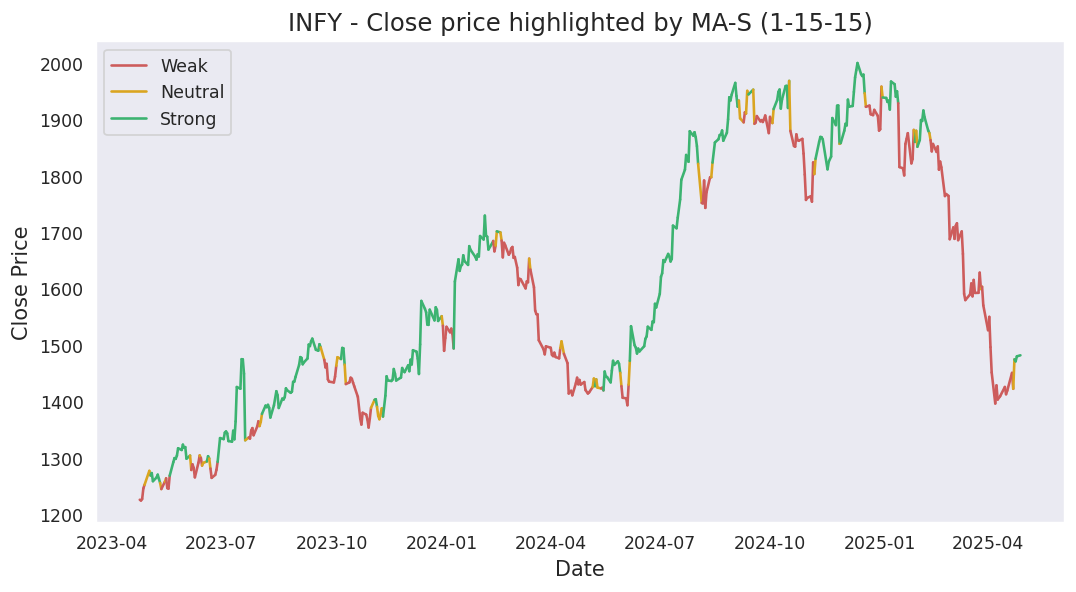 INFY - Close price highlighted by MA-S (1-15-15)
Weak
Neutral
Strong
Close Price
2000
1900
1800
1700
1600
1500
1400
1300
1200
2023-04 2023-07 2023-10 2024-01 2024-04 2024-07 2024-10 2025-01 2025-04
Date